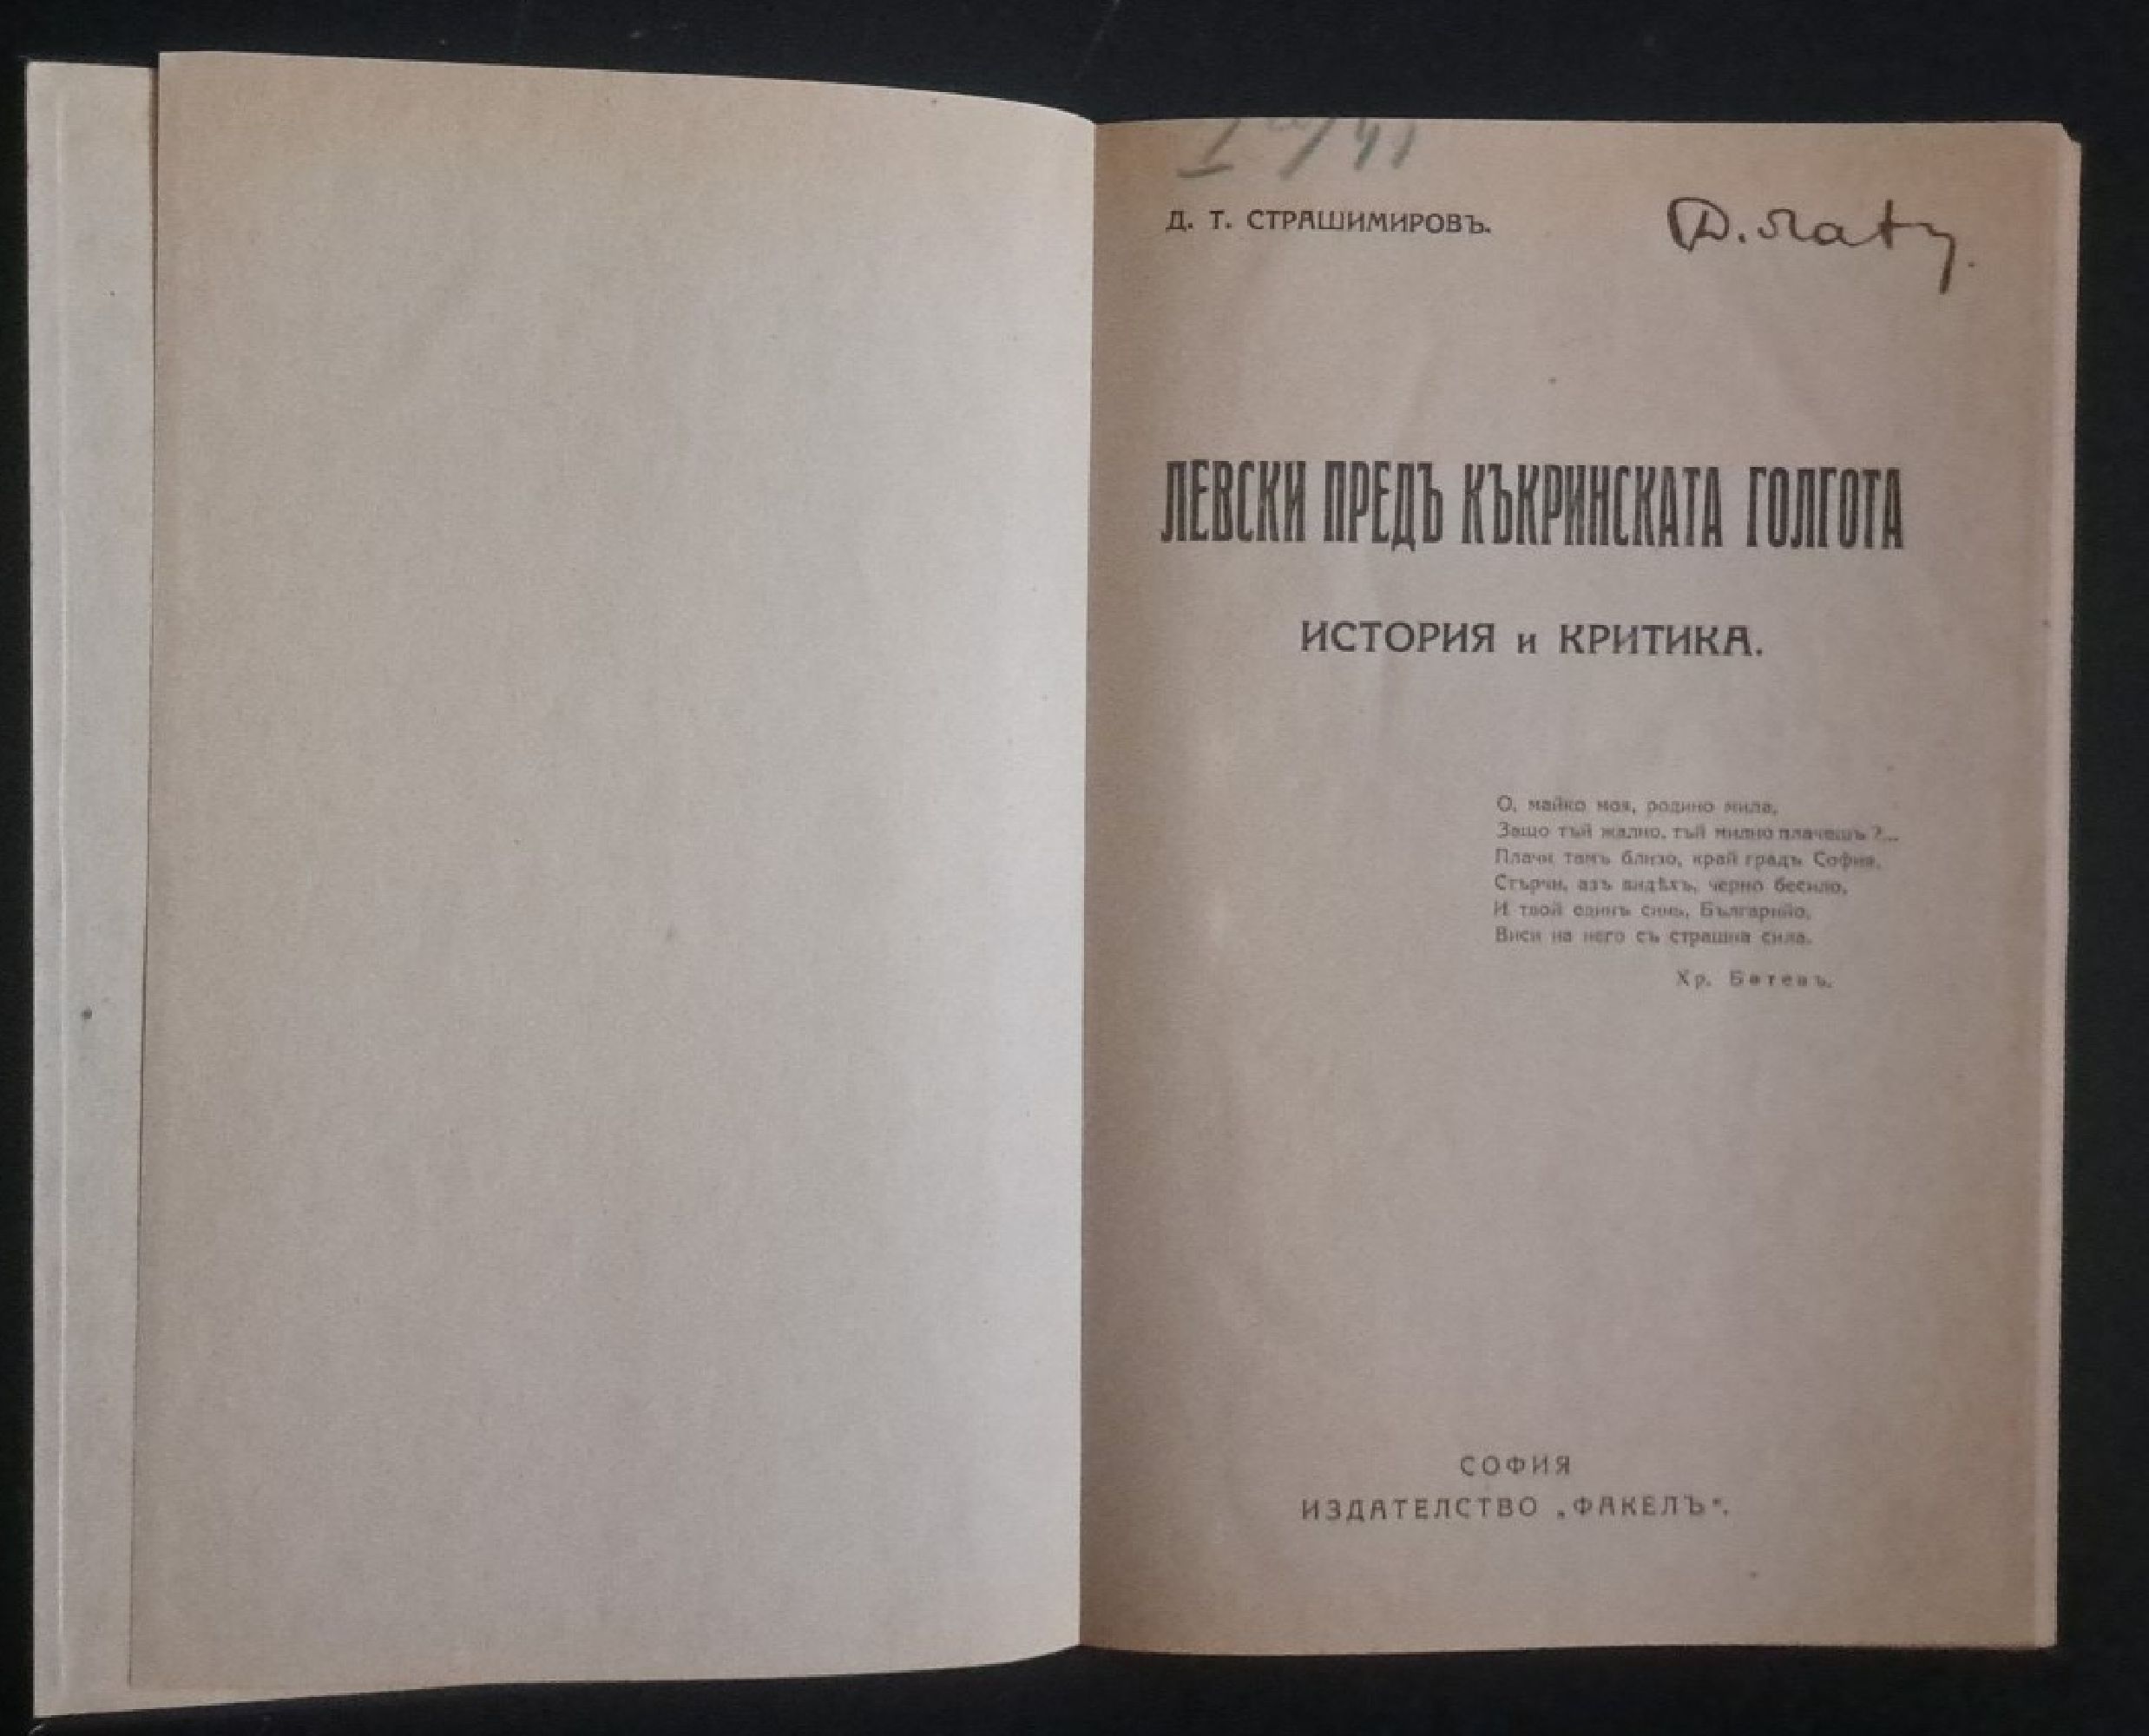 Д. Т. СТРАШИМИРОВЪ.
ЛЕВСКИ ПРЕДЪ КЪКРИНСКАТА ГОЛГОТА
ИСТОРИЯ и КРИТИКА.
О, майко моя, родино мила,
Защо тъй жално, тъй милно плачешъ ?...
Плачи тамъ близо, край градъ София,
Стърчи, азъ видѣхъ, черно бесило,
И твой единъ синъ, Българийо,
Виси на него съ страшна сила.
Хр. Ботевъ.
СОФИЯ
ИЗДАТЕЛСТВО „ФАКЕЛЪ“.